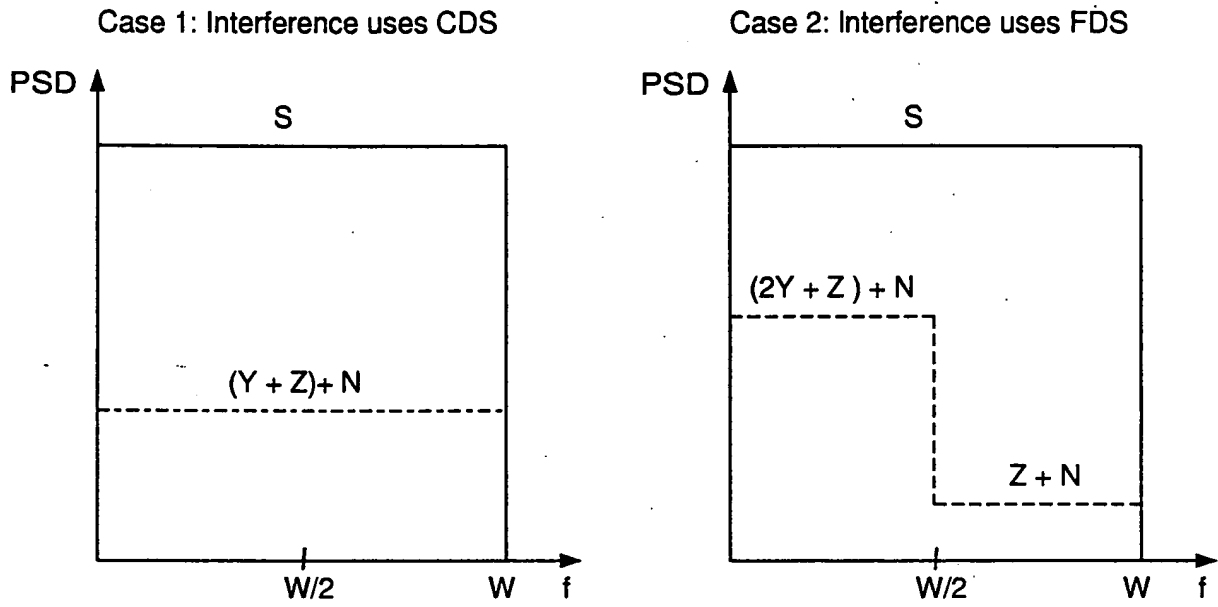 Case 1: Interference uses CDS
PSD
S
(Y + Z)+ N
W/2
W
f
Case 2: Interference uses FDS
PSD
S
(2Y + Z ) + N
Z + N
W/2
W
f